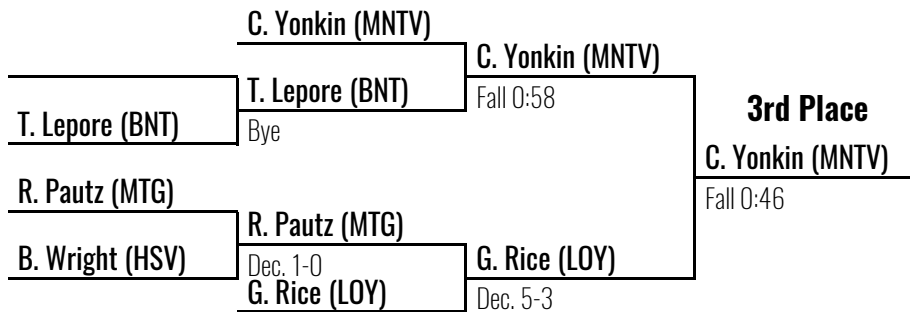 C. Yonkin (MNTV)
C. Yonkin (MNTV)
T. Lepore (BNT)
Fall 0:58
3rd Place
T. Lepore (BNT)
Bye
C. Yonkin (MNTV)
R. Pautz (MTG)
Fall 0:46
R. Pautz (MTG)
B. Wright (HSV)
Dec. 1-0
G. Rice (LOY)
G. Rice (LOY)
Dec. 5-3